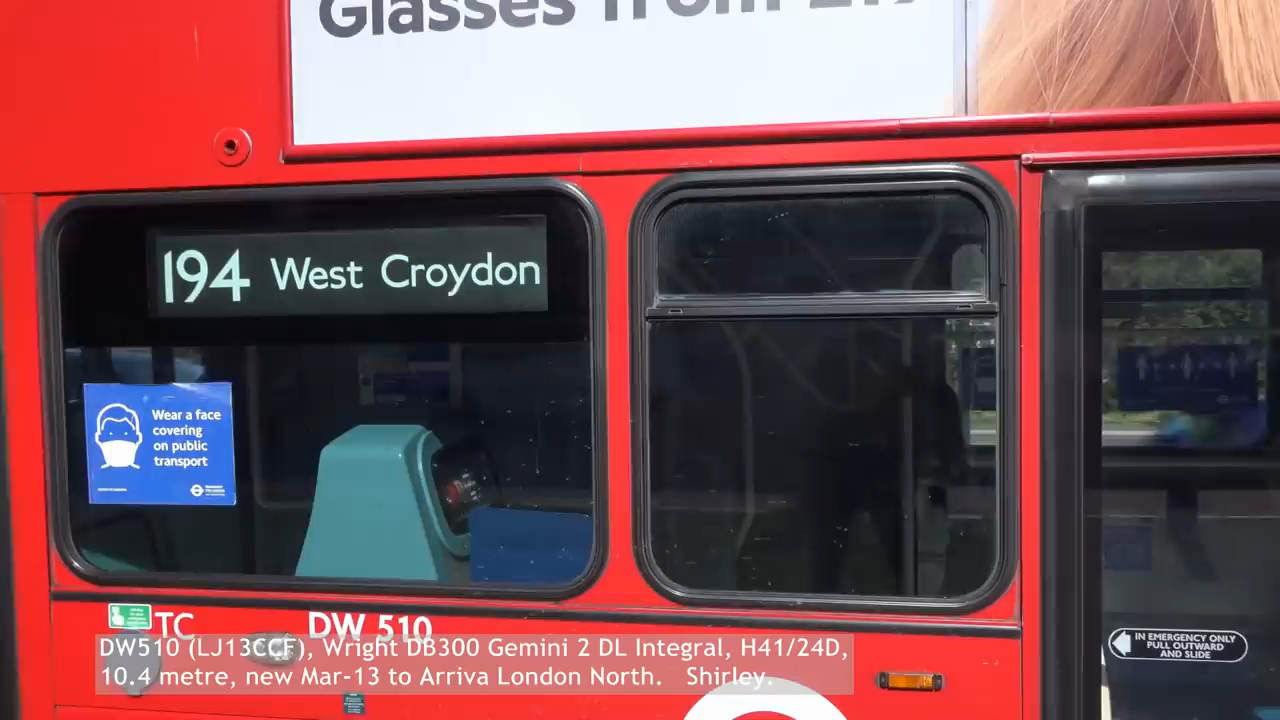 Glasses from £19
194 West Croydon
Wear a face
covering
on public
transport
TC
DW 510
IN EMERGENCY ONLY
PULL OUTWARD
AND SLIDE
DW510 (LJ13CCF), Wright DB300 Gemini 2 DL Integral, H41/24D,
10.4 metre, new Mar-13 to Arriva London North. Shirley.